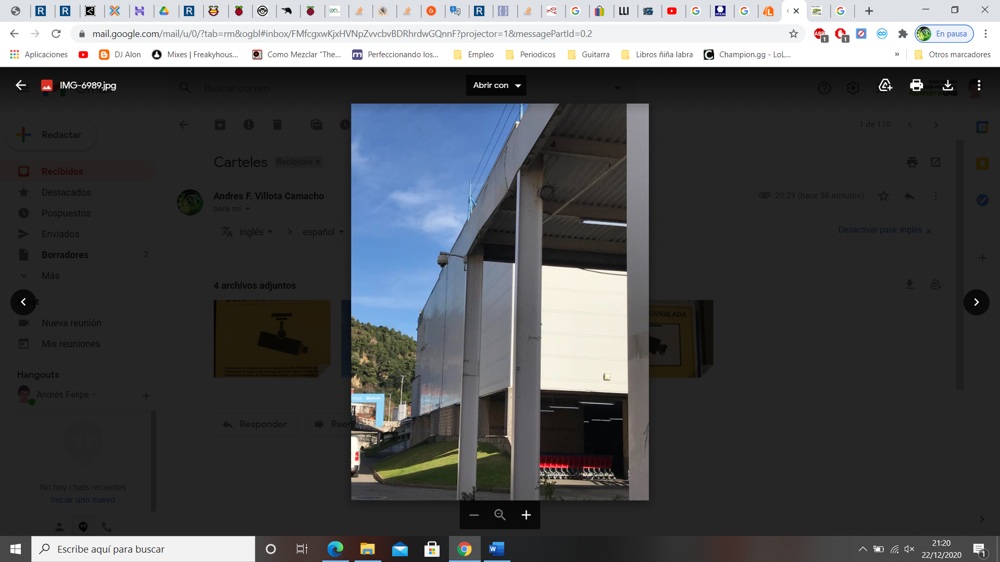 mail.google.com/mail/u/0/?tab=rm&ogbl#inbox/FMfcgxwKjxHVNpZvvcbvBDRhrdwGQnnF?projector=1&messagePartId=0.2
ABP
1
1
En pausa
Aplicaciones
DJ Alon
Mixes | Freakyhous...
Como Mezclar "The...
Perfeccionando los...
Empleo
Periodicos
Guitarra
Libros ñiña labra
Champion.gg - LoL...
»
Otros marcadores
IMG-6989.jpg
Abrir con
Buscar correo
Redactar
1 de 110
Carteles
Recibidos
Recibidos
Destacados
Andres F. Villota Camacho
20:29 (hace 50 minutos)
para mí
Pospuestos
inglés
español
Desactivar para: inglés
Enviados
Borradores
2
Más
4 archivos adjuntos
OVIGILADA
Nueva reunión
Mis reuniones
Hangouts
Andrés Felipe
Responder
Reen
No hay chats recientes
Iniciar uno nuevo
Escribe aquí para buscar
21:20
22/12/2020
1